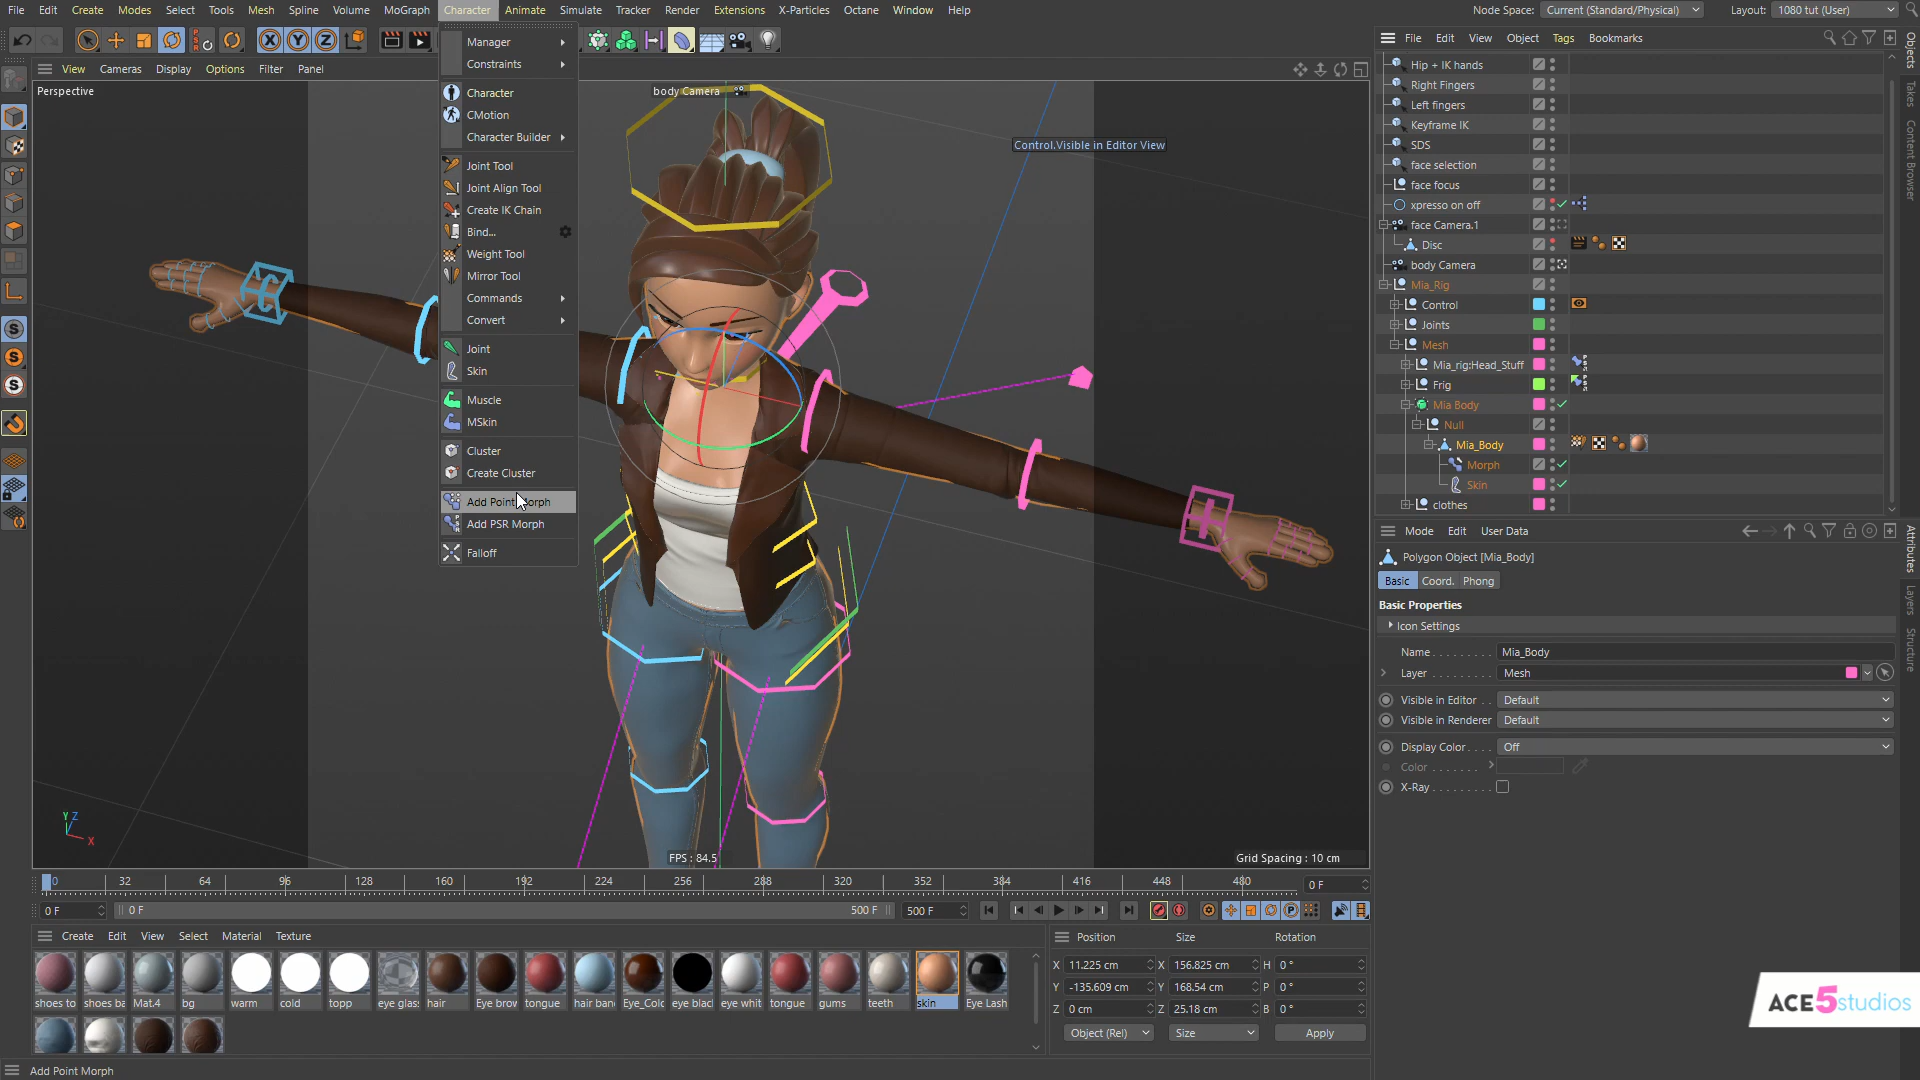 File Edit Create Modes Select Tools Mesh Spline Volume MoGraph Character Animate Simulate Tracker Render Extensions X-Particles Octane Window Help
Node Space: Current (Standard/Physical) Layout: 1080 tut (User)
View Cameras Display Options Filter Panel
Perspective
body Camera
Control.Visible in Editor View
Manager
Constraints
Character
CMotion
Character Builder
Joint Tool
Joint Align Tool
Create IK Chain
Bind...
Weight Tool
Mirror Tool
Commands
Convert
Joint
Skin
Muscle
MSkin
Cluster
Create Cluster
Add Point Morph
Add PSR Morph
Falloff
FPS : 84.5
Grid Spacing : 10 cm
Y Z
X
File Edit View Object Tags Bookmarks
Hip + IK hands
Right Fingers
Left fingers
Keyframe IK
SDS
face selection
face focus
xpresso on off
face Camera.1
Disc
body Camera
Mia_Rig
Control
Joints
Mesh
Mia_rig:Head_Stuff
Frig
Mia Body
Null
Mia_Body
Morph
Skin
clothes
Objects
Takes
Content Browser
Mode Edit User Data
Polygon Object [Mia_Body]
Basic Coord. Phong
Basic Properties
Icon Settings
Name Mia_Body
Layer Mesh
Visible in Editor Default
Visible in Renderer Default
Display Color Off
Color
X-Ray
Attributes
Layers
Structure
0 32 64 96 128 160 192 224 256 288 320 352 384 416 448 480 0 F
0 F 0 F 500 F 500 F
Create Edit View Select Material Texture
shoes to shoes ba Mat.4 bg warm cold topp eye glas hair Eye brow tongue hair ban Eye_Colo eye black eye whit tongue gums teeth skin Eye Lash
Position Size Rotation
X 11.225 cm X 156.825 cm H 0 °
Y -135.609 cm Y 168.54 cm P 0 °
Z 0 cm Z 25.18 cm B 0 °
Object (Rel) Size Apply
ACE5studios
Add Point Morph